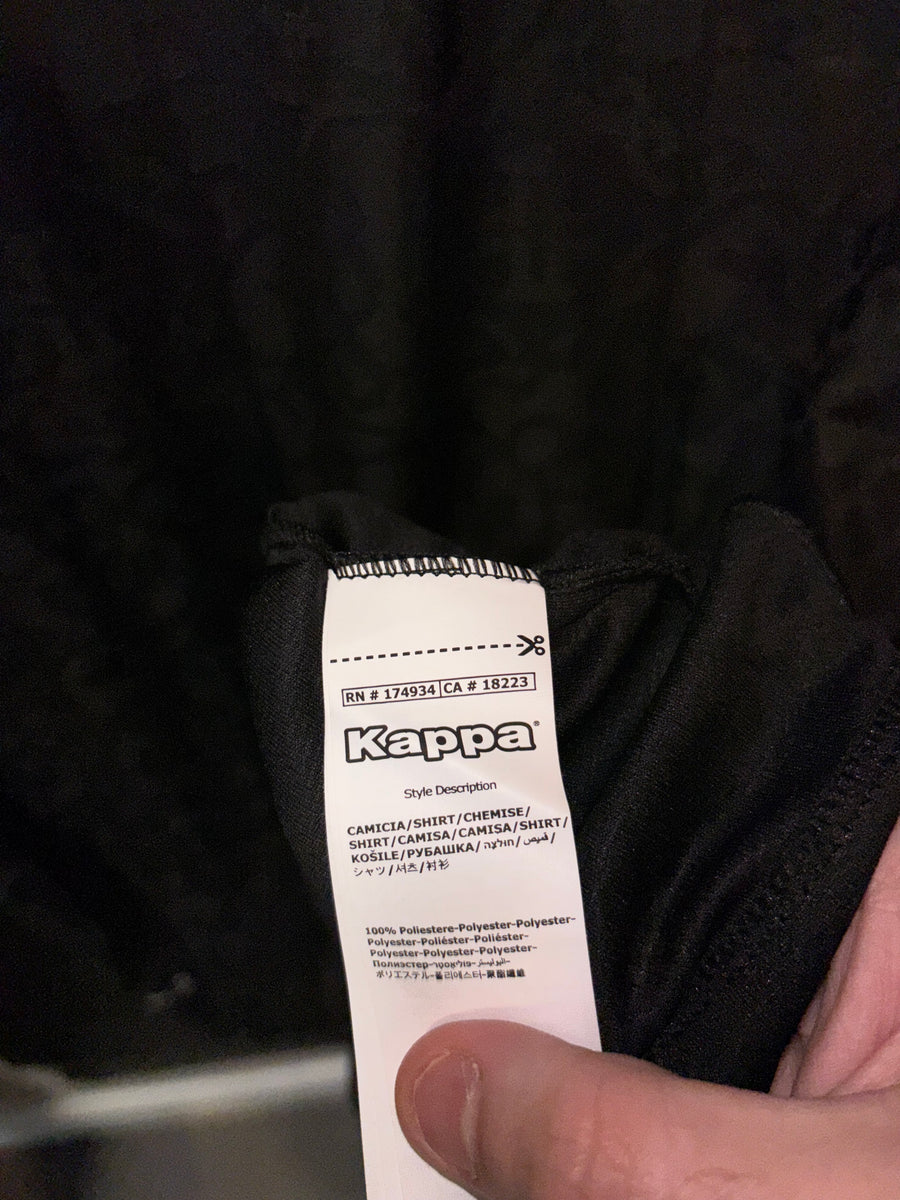 RN # 174934 CA # 18223
Kappa®
Style Description
CAMICIA/SHIRT/CHEMISE/
SHIRT/CAMISA/CAMISA/SHIRT/
KOŠILE/РУБАШКА/חולצה/قميص/
シャツ/셔츠/衬衫
100% Poliestere-Polyester-Polyester-
Polyester-Poliéster-Poliéster-
Polyester-Polyester-Polyester-
Полиэстер-פוליאסטר-البوليستر-
ポリエステル-폴리에스터-聚酯纖維